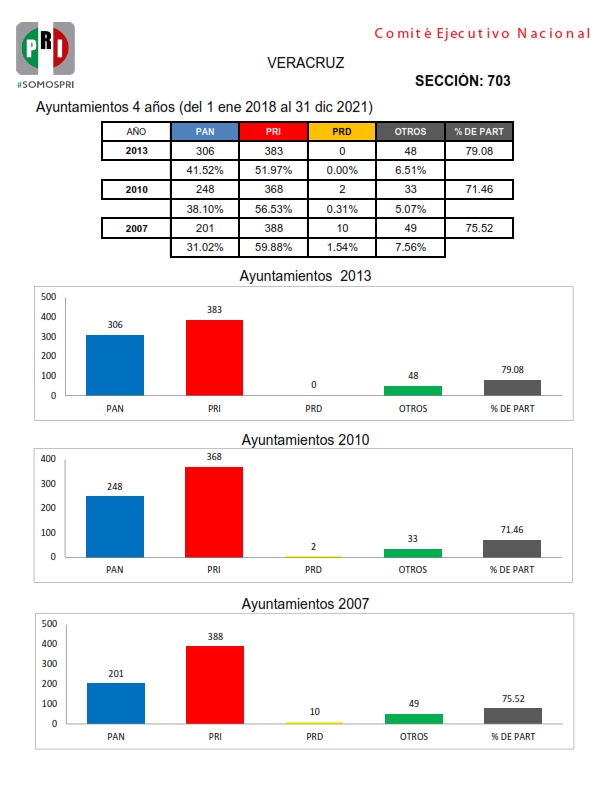 PRI
#SOMOSPRI
Comité Ejecutivo Nacional
VERACRUZ
SECCIÓN: 703
Ayuntamientos 4 años (del 1 ene 2018 al 31 dic 2021)
AÑO PAN PRI PRD OTROS % DE PART
2013 306 383 0 48 79.08
41.52% 51.97% 0.00% 6.51%
2010 248 368 2 33 71.46
38.10% 56.53% 0.31% 5.07%
2007 201 388 10 49 75.52
31.02% 59.88% 1.54% 7.56%
Ayuntamientos 2013
500
400
300
200
100
0
306 383 0 48 79.08
PAN PRI PRD OTROS % DE PART
Ayuntamientos 2010
400
300
200
100
0
248 368 2 33 71.46
PAN PRI PRD OTROS % DE PART
Ayuntamientos 2007
500
400
300
200
100
0
201 388 10 49 75.52
PAN PRI PRD OTROS % DE PART